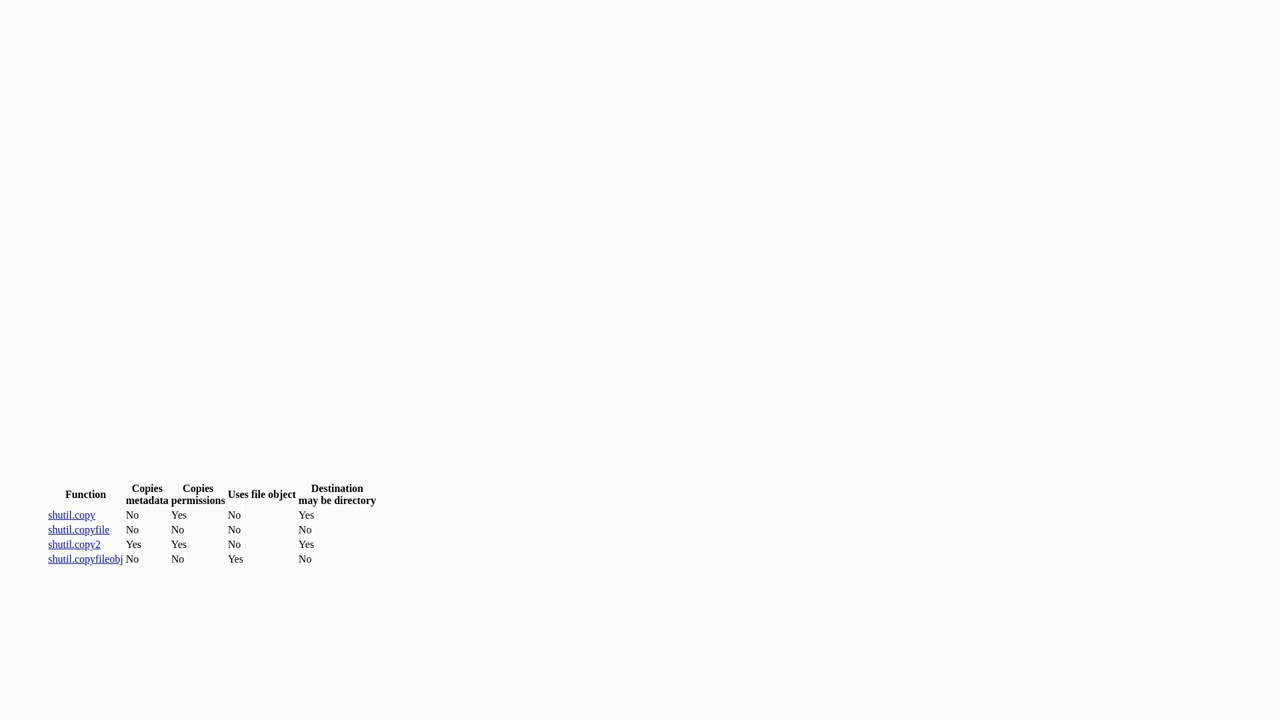 Function Copies metadata Copies permissions Uses file object Destination may be directory
shutil.copy No Yes No Yes
shutil.copyfile No No No No
shutil.copy2 Yes Yes No Yes
shutil.copyfileobj No No Yes No